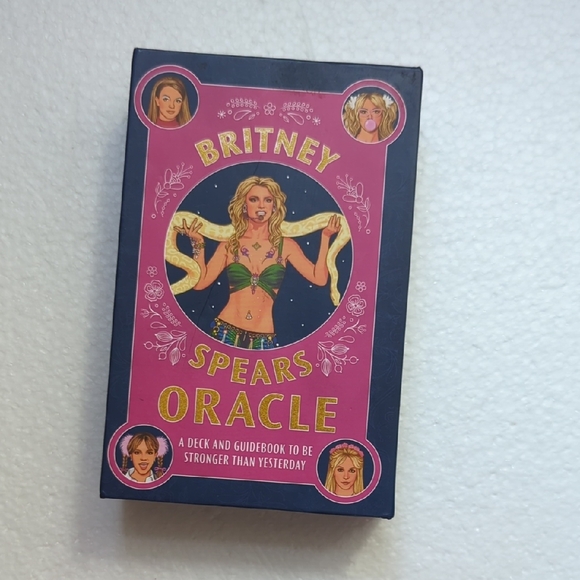 BRITNEY
SPEARS
ORACLE
A DECK AND GUIDEBOOK TO BE
STRONGER THAN YESTERDAY